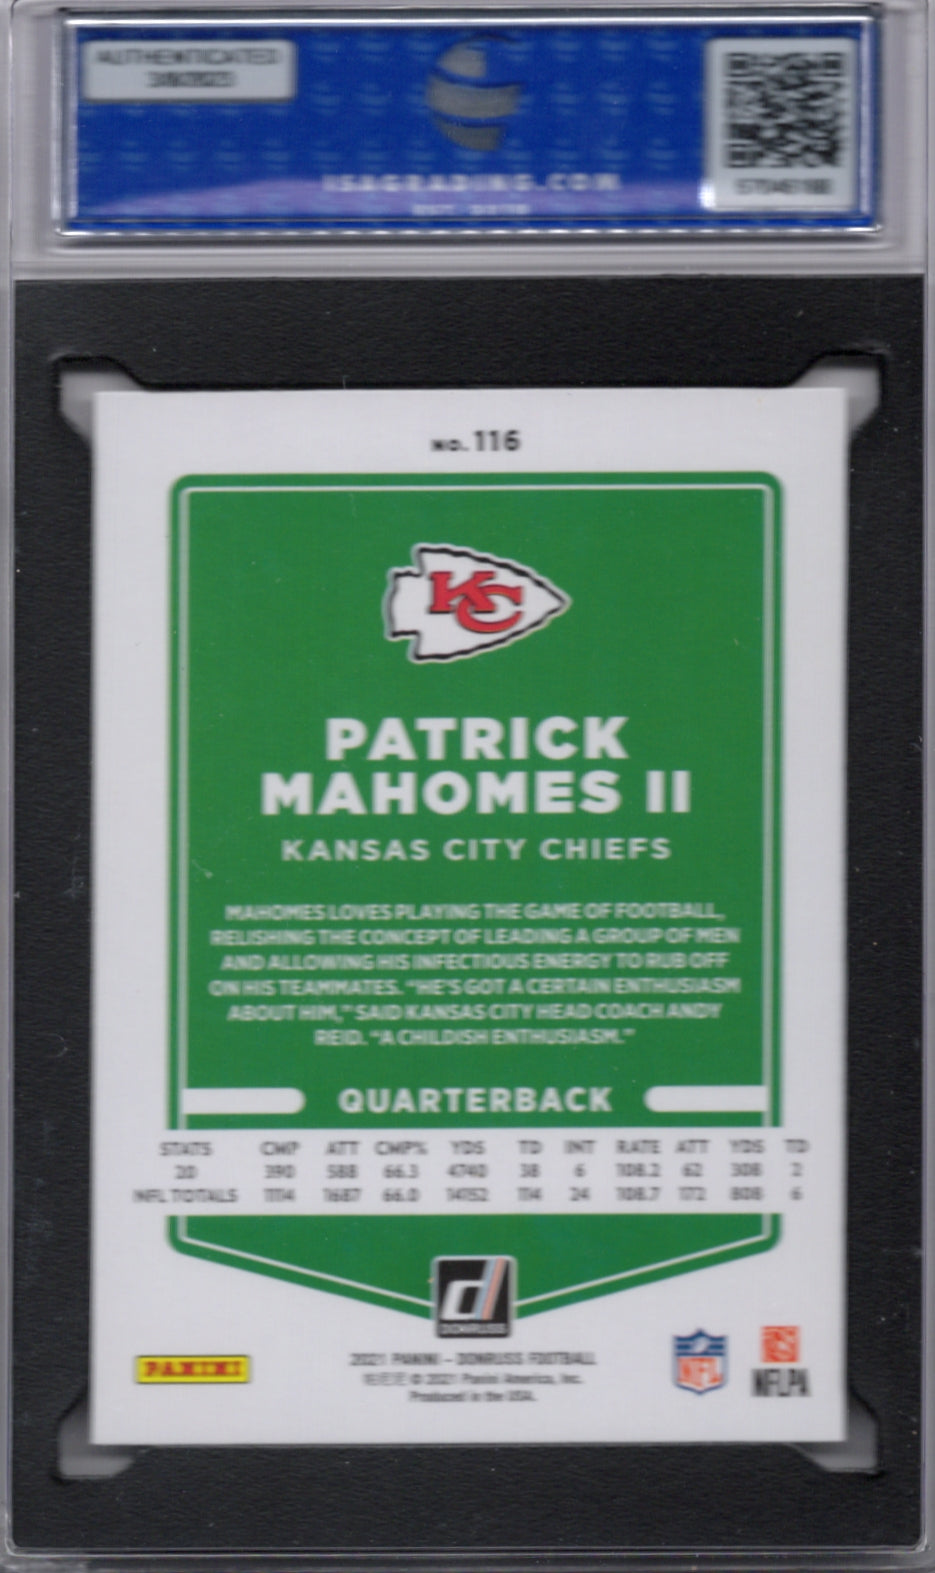 AUTHENTICATED
ISAGRADING.COM
NO. 116
KC
PATRICK
MAHOMES II
KANSAS CITY CHIEFS
MAHOMES LOVES PLAYING THE GAME OF FOOTBALL,
RELISHING THE CONCEPT OF LEADING A GROUP OF MEN
AND ALLOWING HIS INFECTIOUS ENERGY TO RUB OFF
ON HIS TEAMMATES. "HE'S GOT A CERTAIN ENTHUSIASM
ABOUT HIM," SAID KANSAS CITY HEAD COACH ANDY
REID. "A CHILDISH ENTHUSIASM."
QUARTERBACK
STATS CMP ATT CMP% YDS TD INT RATE ATT YDS TD
20 390 588 66.3 4740 38 6 108.2 62 308 2
NFL TOTALS 1114 1687 66.0 14152 114 24 108.7 172 808 6
d
DONRUSS
2021 PANINI – DONRUSS FOOTBALL
© 2021 Panini America, Inc.
Produced in the USA.
PANINI
NFL
NFLPA